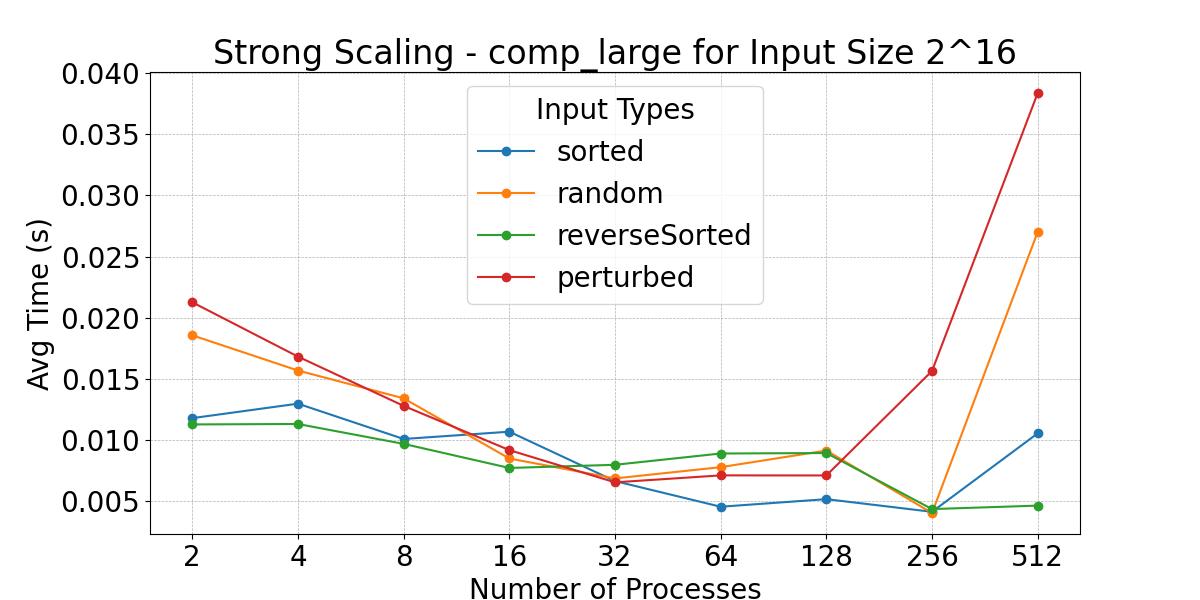 Strong Scaling - comp_large for Input Size 2^16
Avg Time (s)
0.040
0.035
0.030
0.025
0.020
0.015
0.010
0.005
Input Types
sorted
random
reverseSorted
perturbed
2 4 8 16 32 64 128 256 512
Number of Processes